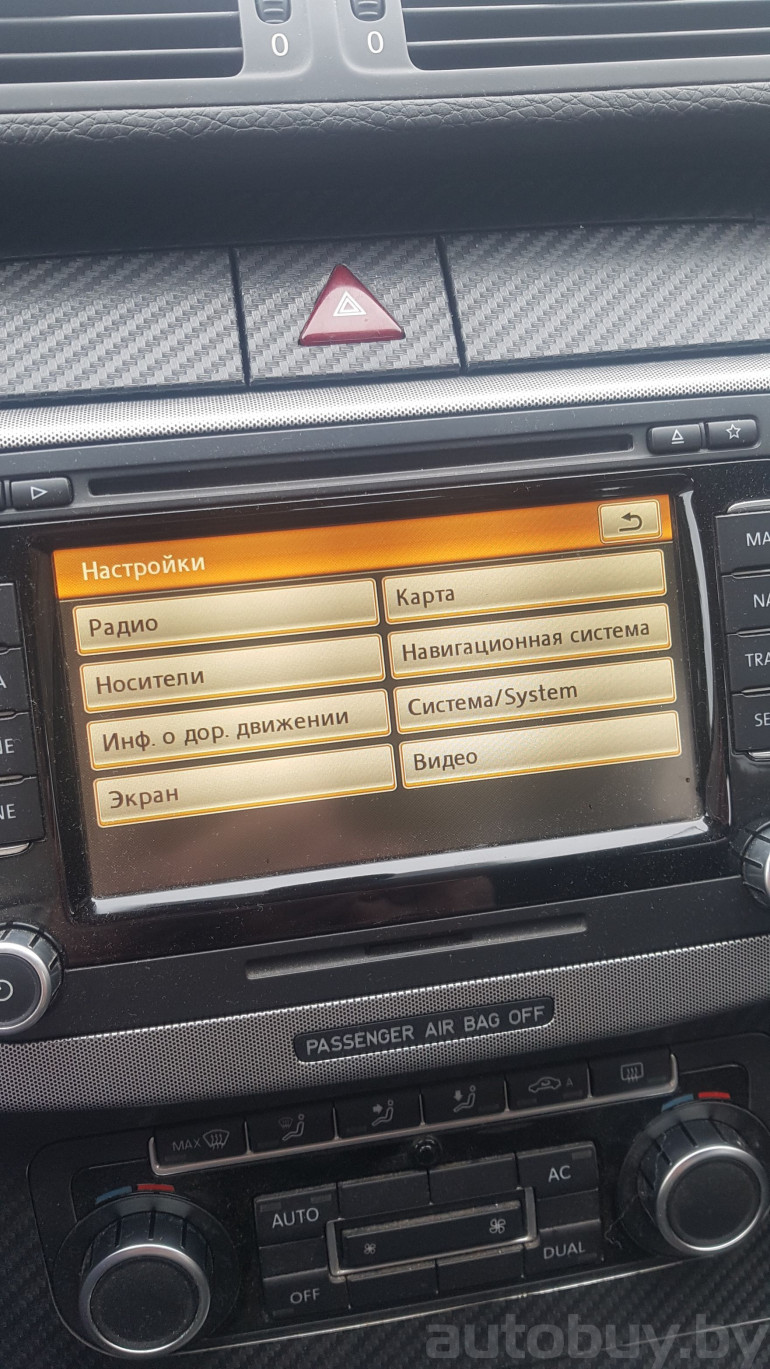 0 0
Настройки
Радио
Карта
Носители
Навигационная система
Инф. о дор. движении
Система/System
Экран
Видео
PASSENGER AIR BAG OFF
MAX
AC
AUTO
DUAL
OFF
autobuy.by